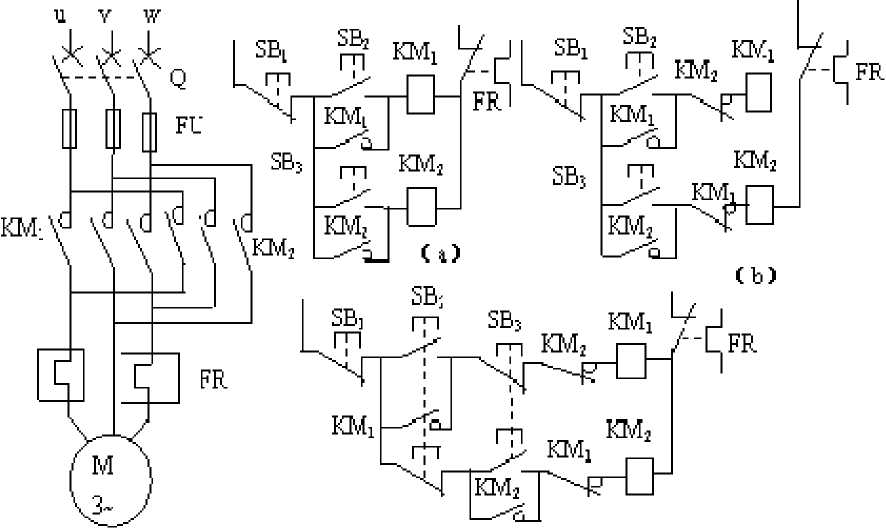 u v w
Q
FU
KM₁
KM₂
FR
M
3~
SB₁ SB₂ KM₁
FR
KM₁
SB₃ KM₂
KM₂
(a)
SB₁ SB₂ KM₂ KM₁
FR
KM₁
SB₃ KM₁ KM₂
KM₂
(b)
SB₁ SB₂ SB₃ KM₂ KM₁
FR
KM₁
KM₂ KM₁ KM₂